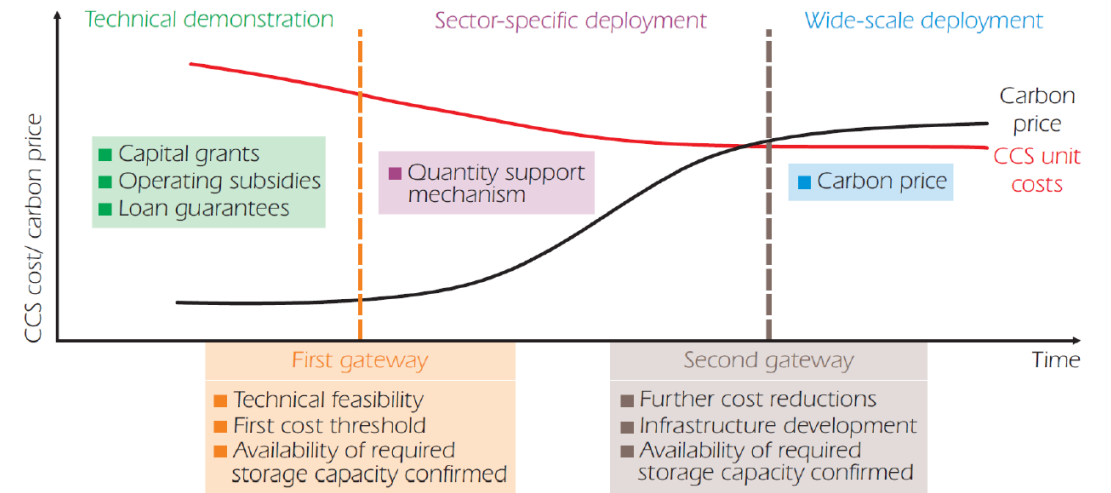 Technical demonstration
Sector-specific deployment
Wide-scale deployment
CCS cost/ carbon price
Carbon
price
CCS unit
costs
Capital grants
Operating subsidies
Loan guarantees
Quantity support
mechanism
Carbon price
Time
First gateway
Technical feasibility
First cost threshold
Availability of required
storage capacity confirmed
Second gateway
Further cost reductions
Infrastructure development
Availability of required
storage capacity confirmed